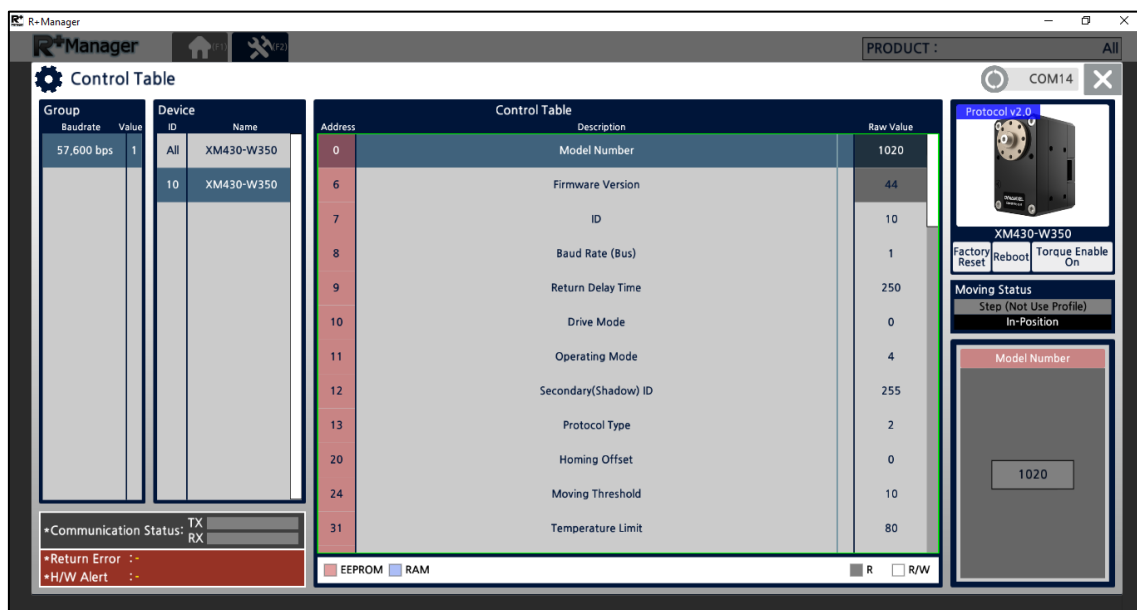 R+ R+Manager
R+Manager (F1) (F2) PRODUCT : All
Control Table COM14
Group
Baudrate Value
57,600 bps 1
Device
ID Name
All XM430-W350
10 XM430-W350
Control Table
Address Description Raw Value
0 Model Number 1020
6 Firmware Version 44
7 ID 10
8 Baud Rate (Bus) 1
9 Return Delay Time 250
10 Drive Mode 0
11 Operating Mode 4
12 Secondary(Shadow) ID 255
13 Protocol Type 2
20 Homing Offset 0
24 Moving Threshold 10
31 Temperature Limit 80
EEPROM RAM R R/W
*Communication Status: TX
RX
*Return Error :-
*H/W Alert :-
Protocol v2.0
XM430-W350
Factory Reset Reboot Torque Enable On
Moving Status
Step (Not Use Profile)
In-Position
Model Number
1020